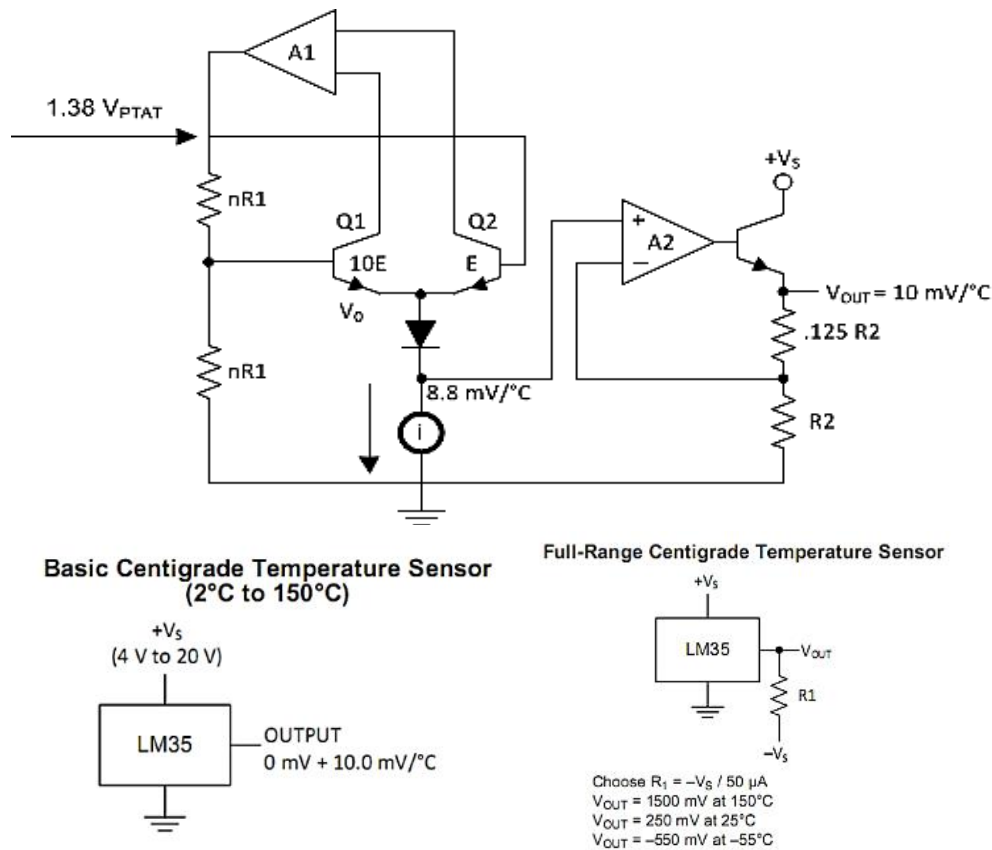 A1
1.38 VPTAT
nR1
Q1
Q2
10E
E
V₀
nR1
8.8 mV/°C
i
+VS
+
A2
−
VOUT = 10 mV/°C
.125 R2
R2
Basic Centigrade Temperature Sensor
(2°C to 150°C)
+VS
(4 V to 20 V)
LM35
OUTPUT
0 mV + 10.0 mV/°C
Full-Range Centigrade Temperature Sensor
+VS
LM35
VOUT
R1
−VS
Choose R1 = −VS / 50 µA
VOUT = 1500 mV at 150°C
VOUT = 250 mV at 25°C
VOUT = −550 mV at −55°C